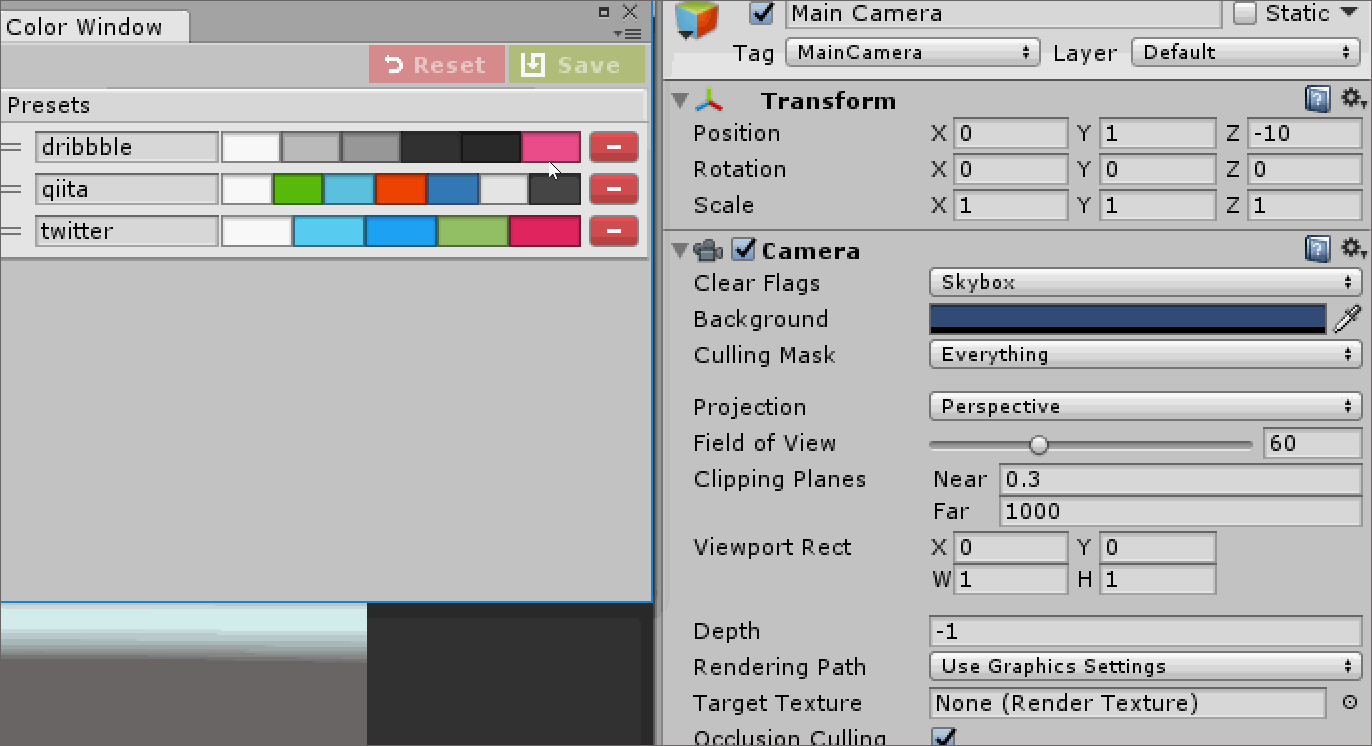 Color Window
Reset Save
Presets
dribbble
qiita
twitter
Main Camera Static
Tag MainCamera Layer Default
Transform
Position X 0 Y 1 Z -10
Rotation X 0 Y 0 Z 0
Scale X 1 Y 1 Z 1
Camera
Clear Flags Skybox
Background
Culling Mask Everything
Projection Perspective
Field of View 60
Clipping Planes Near 0.3
Far 1000
Viewport Rect X 0 Y 0
W 1 H 1
Depth -1
Rendering Path Use Graphics Settings
Target Texture None (Render Texture)
Occlusion Culling